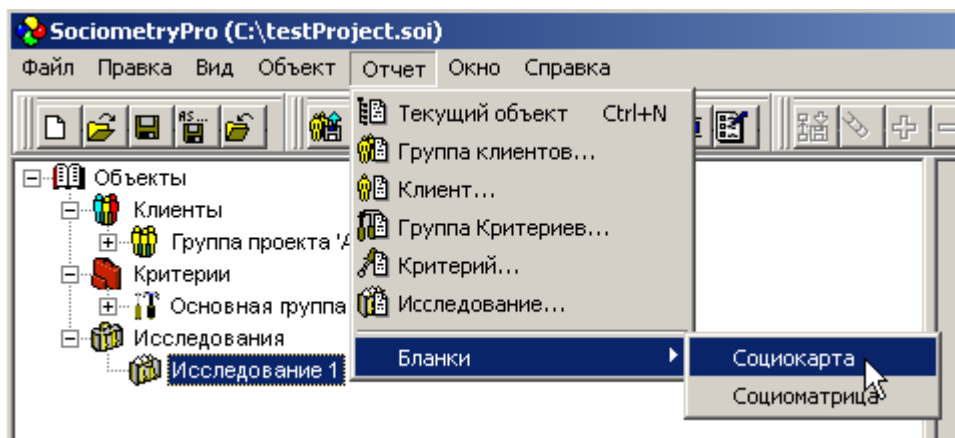 SociometryPro (C:\testProject.soi)
Файл Правка Вид Объект Отчет Окно Справка
AS...
Текущий объект Ctrl+N
Группа клиентов...
Клиент...
Группа Критериев...
Критерий...
Исследование...
Бланки
Социокарта
Социоматрица
Объекты
Клиенты
Группа проекта 'А
Критерии
Основная группа
Исследования
Исследование 1